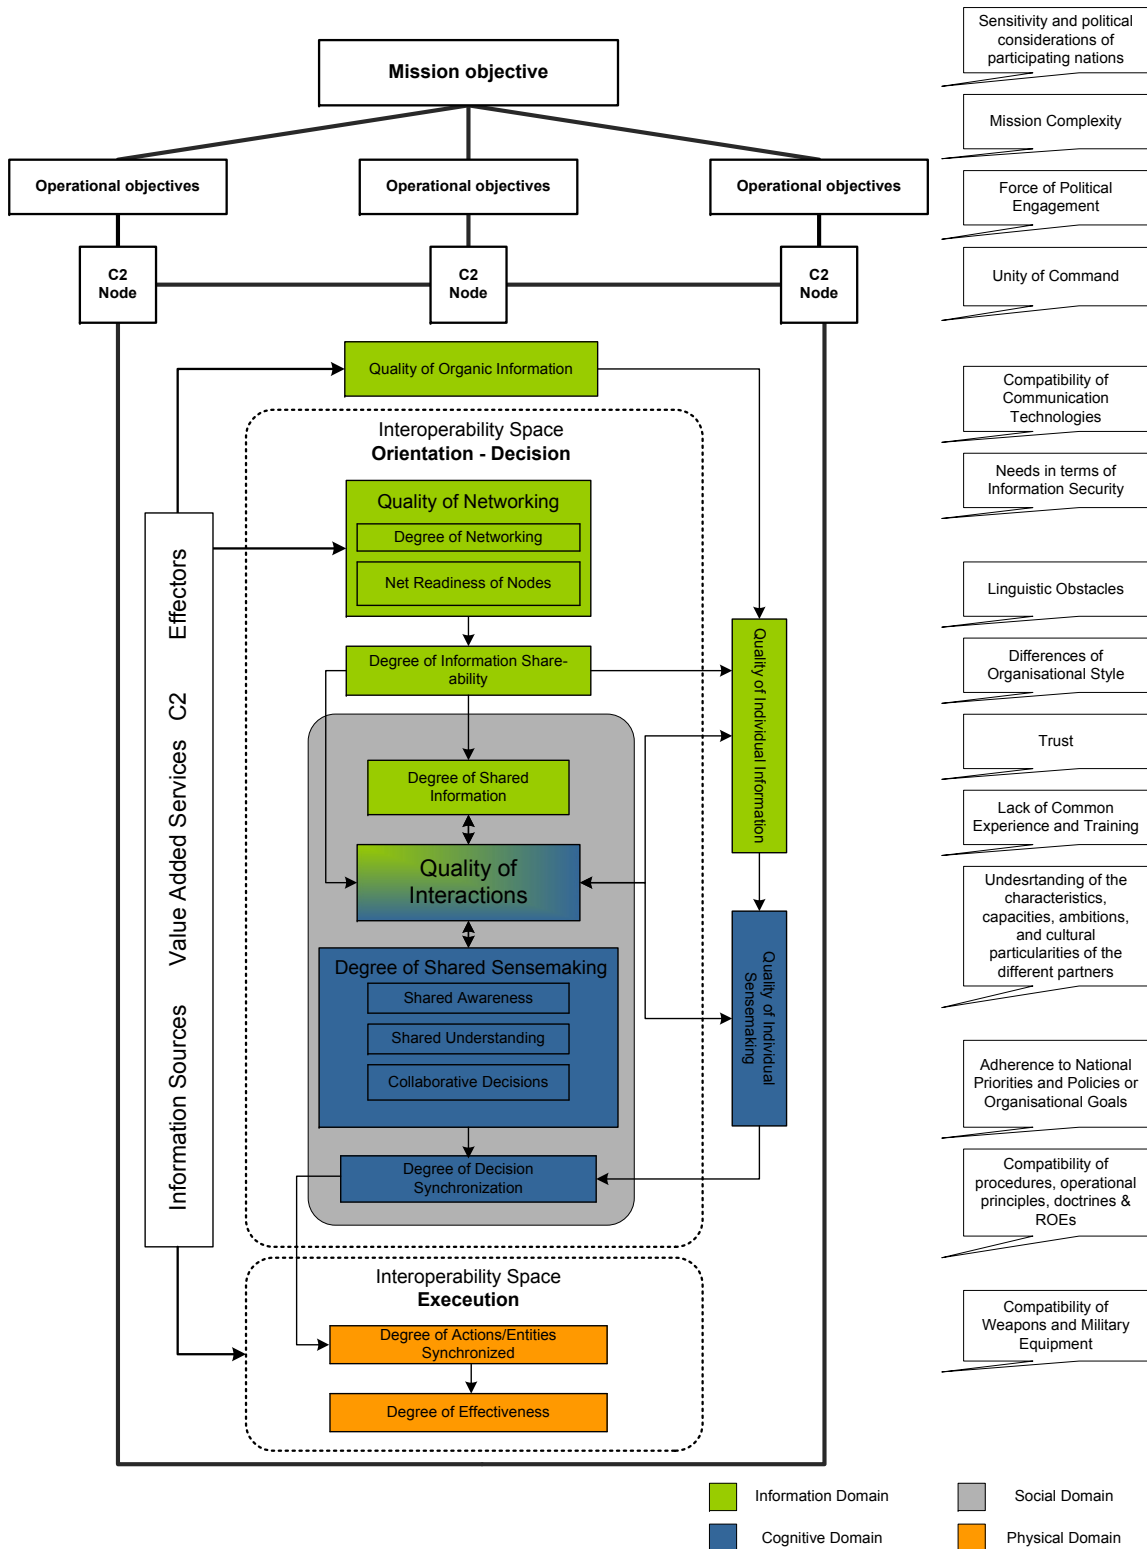 Mission objective
Operational objectives
Operational objectives
Operational objectives
C2
Node
C2
Node
C2
Node
Quality of Organic Information
Interoperability Space
Orientation - Decision
Quality of Networking
Degree of Networking
Net Readiness of Nodes
Degree of Information Share-
ability
Degree of Shared
Information
Quality of
Interactions
Degree of Shared Sensemaking
Shared Awareness
Shared Understanding
Collaborative Decisions
Degree of Decision
Synchronization
Quality of Individual Information
Quality of Individual
Sensemaking
Information Sources Value Added Services C2 Effectors
Interoperability Space
Execeution
Degree of Actions/Entities
Synchronized
Degree of Effectiveness
Sensitivity and political
considerations of
participating nations
Mission Complexity
Force of Political
Engagement
Unity of Command
Compatibility of
Communication
Technologies
Needs in terms of
Information Security
Linguistic Obstacles
Differences of
Organisational Style
Trust
Lack of Common
Experience and Training
Undesrtanding of the
characteristics,
capacities, ambitions,
and cultural
particularities of the
different partners
Adherence to National
Priorities and Policies or
Organisational Goals
Compatibility of
procedures, operational
principles, doctrines &
ROEs
Compatibility of
Weapons and Military
Equipment
Information Domain
Social Domain
Cognitive Domain
Physical Domain